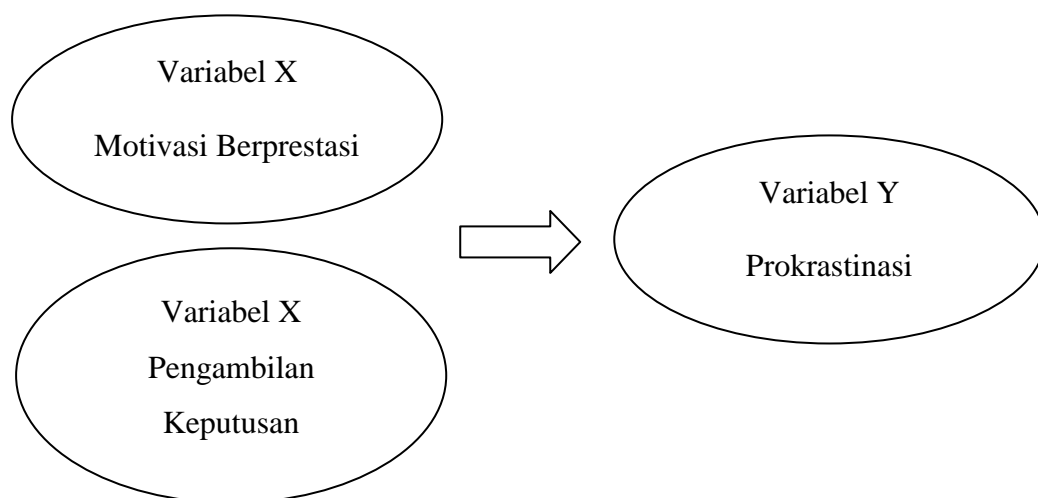 Variabel X
Motivasi Berprestasi
Variabel X
Pengambilan
Keputusan
Variabel Y
Prokrastinasi